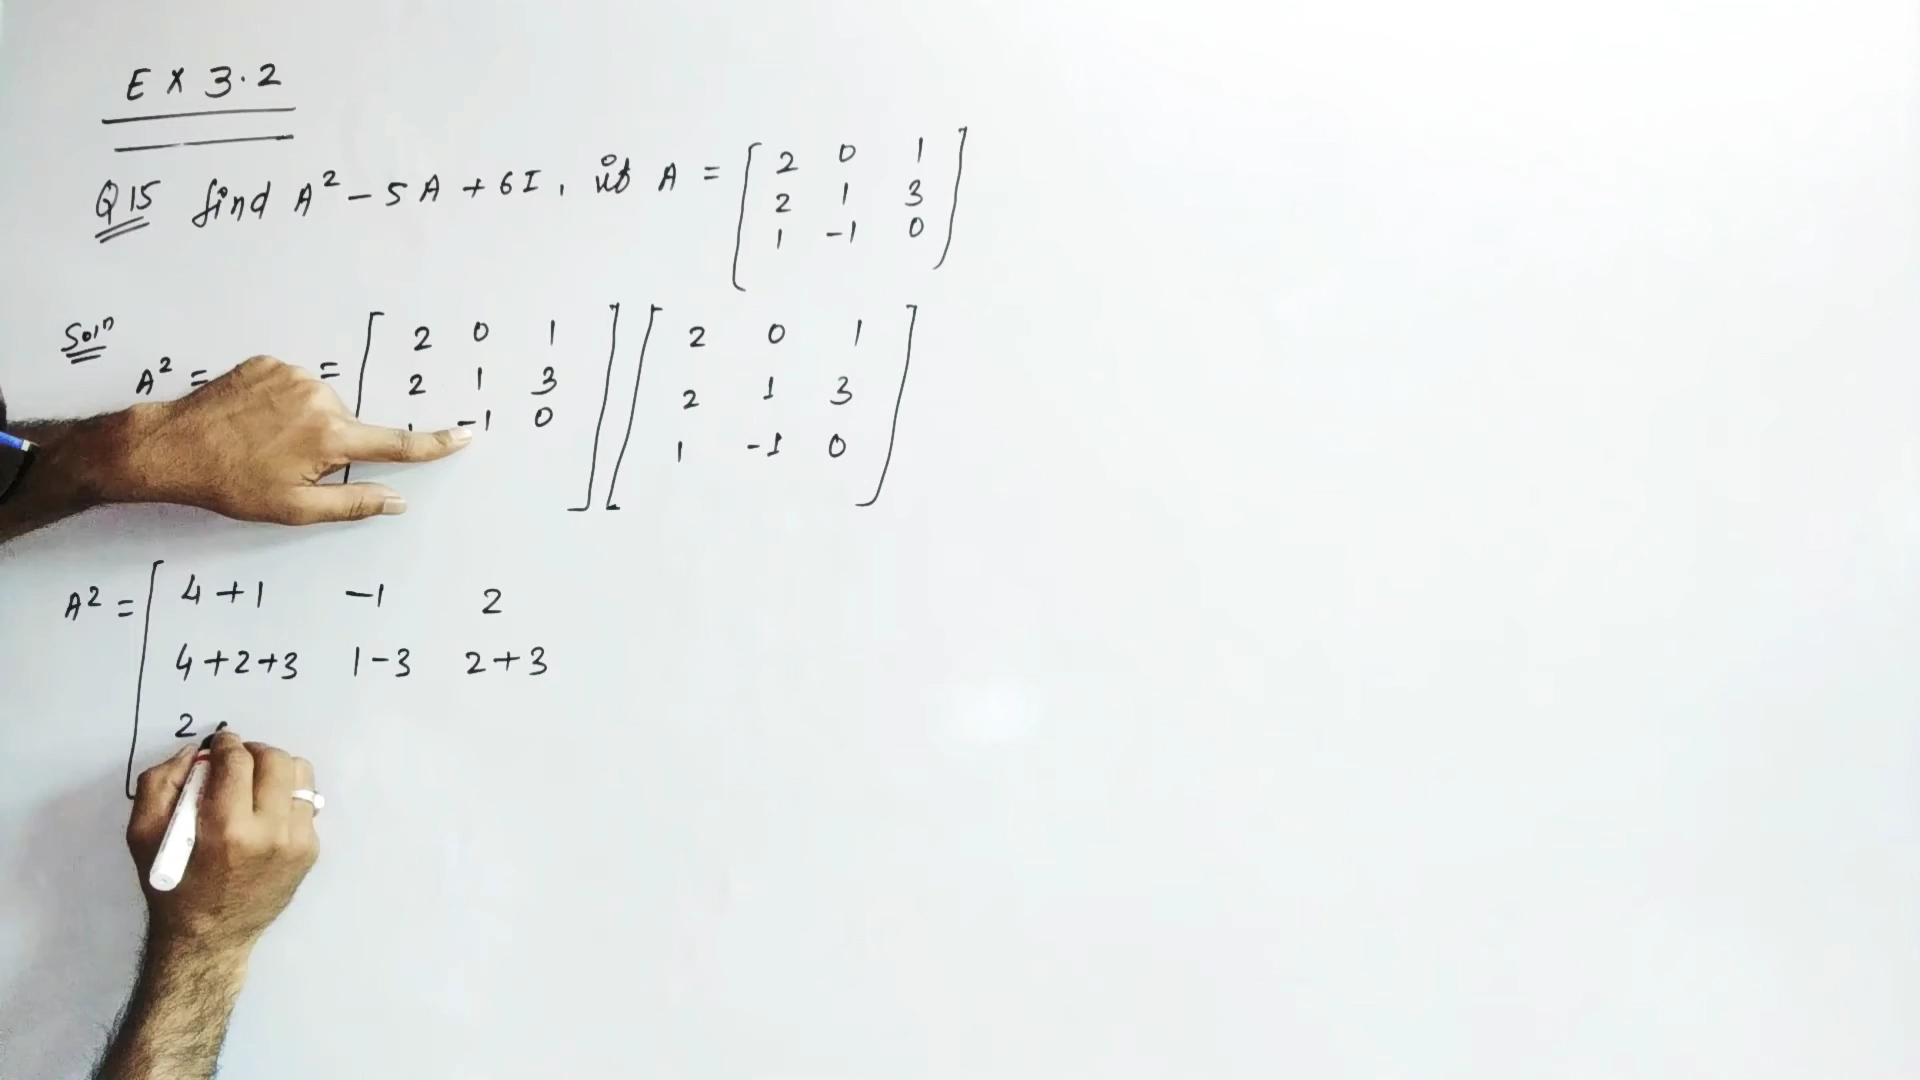 Ex 3.2
Q15 find A² - 5A + 6I, if A = [2 0 1
2 1 3
1 -1 0]
Soln
A² = = [2 0 1] [2 0 1]
2 1 3 2 1 3
-1 0 1 -1 0
A² = [4+1 -1 2
4+2+3 1-3 2+3
2